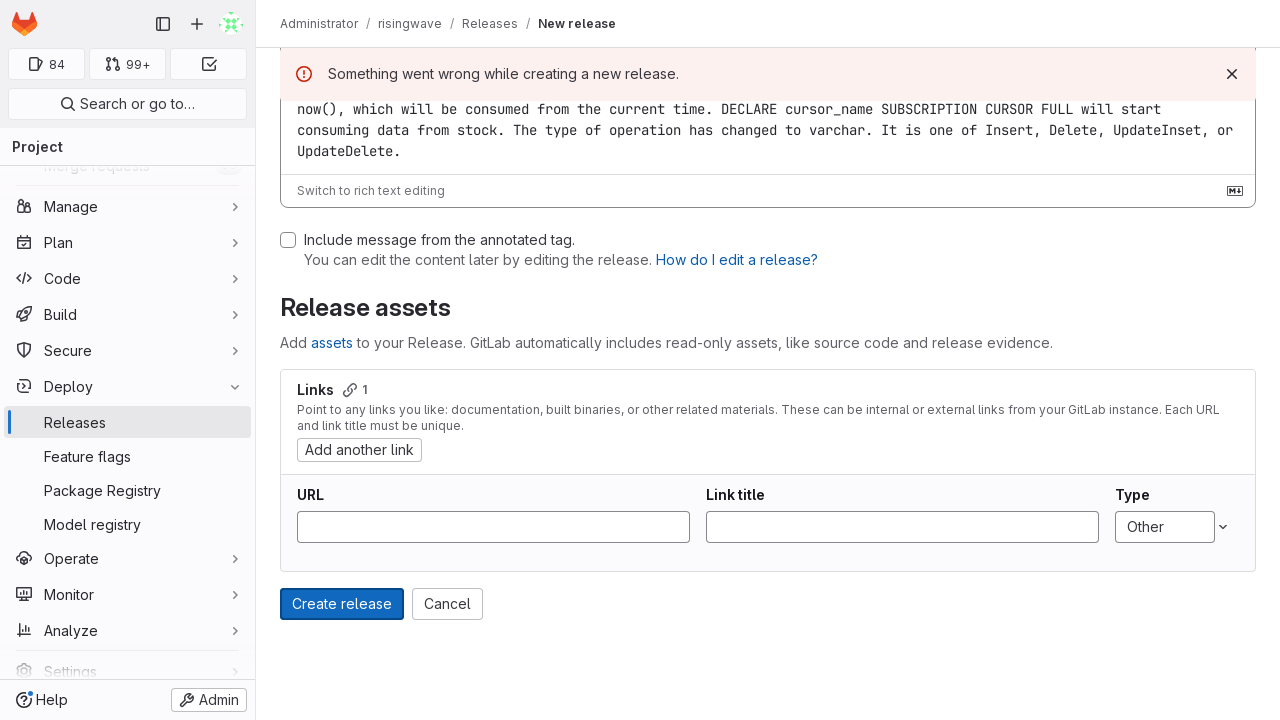 Administrator / risingwave / Releases / New release
84
99+
Search or go to…
Project
Merge requests
Manage
Plan
Code
Build
Secure
Deploy
Releases
Feature flags
Package Registry
Model registry
Operate
Monitor
Analyze
Settings
Help
Admin
Something went wrong while creating a new release.
now(), which will be consumed from the current time. DECLARE cursor_name SUBSCRIPTION CURSOR FULL will start
consuming data from stock. The type of operation has changed to varchar. It is one of Insert, Delete, UpdateInset, or
UpdateDelete.
Switch to rich text editing
Include message from the annotated tag.
You can edit the content later by editing the release. How do I edit a release?
Release assets
Add assets to your Release. GitLab automatically includes read-only assets, like source code and release evidence.
Links 1
Point to any links you like: documentation, built binaries, or other related materials. These can be internal or external links from your GitLab instance. Each URL
and link title must be unique.
Add another link
URL
Link title
Type
Other
Create release
Cancel